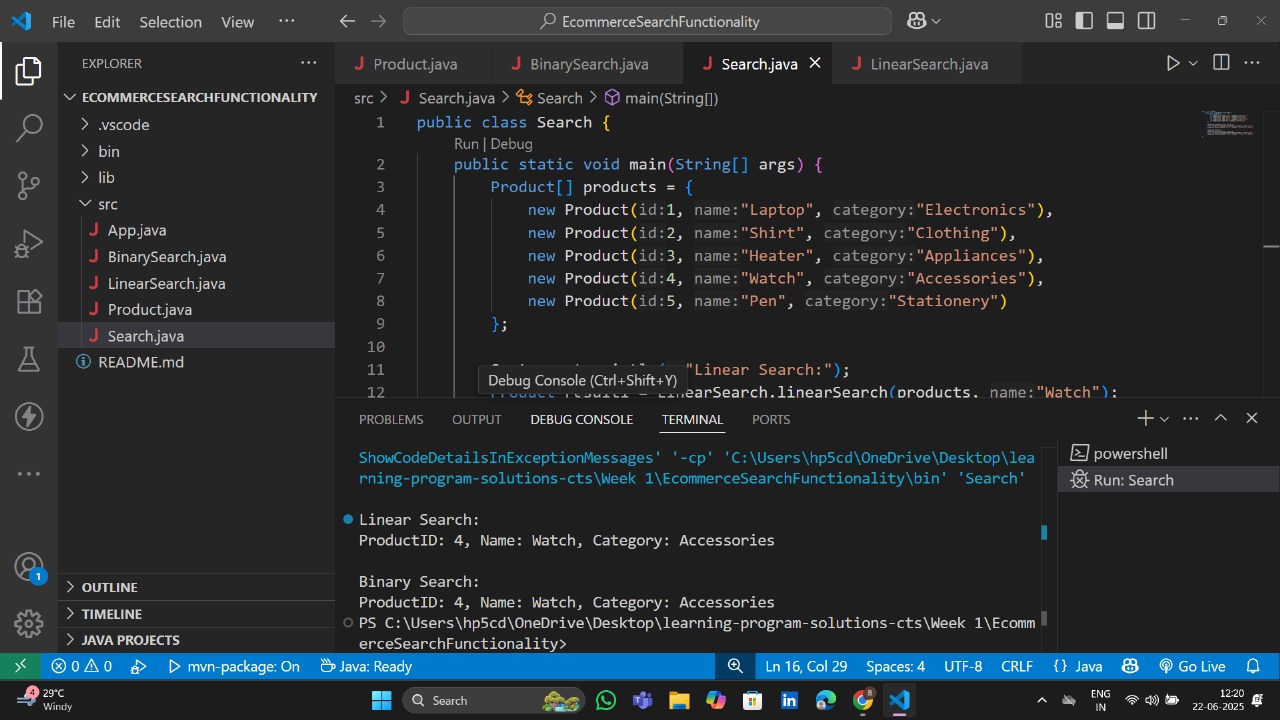 File Edit Selection View ··· EcommerceSearchFunctionality
EXPLORER ···
ECOMMERCESEARCHFUNCTIONALITY
.vscode
bin
lib
src
App.java
BinarySearch.java
LinearSearch.java
Product.java
Search.java
README.md
OUTLINE
TIMELINE
JAVA PROJECTS
Product.java BinarySearch.java Search.java LinearSearch.java
src > Search.java > Search > main(String[])
1 public class Search {
Run | Debug
2 public static void main(String[] args) {
3 Product[] products = {
4 new Product(id:1, name:"Laptop", category:"Electronics"),
5 new Product(id:2, name:"Shirt", category:"Clothing"),
6 new Product(id:3, name:"Heater", category:"Appliances"),
7 new Product(id:4, name:"Watch", category:"Accessories"),
8 new Product(id:5, name:"Pen", category:"Stationery")
9 };
10
11 "Linear Search:");
Debug Console (Ctrl+Shift+Y)
12 LinearSearch.linearSearch(products, name:"Watch");
PROBLEMS OUTPUT DEBUG CONSOLE TERMINAL PORTS
ShowCodeDetailsInExceptionMessages' '-cp' 'C:\Users\hp5cd\OneDrive\Desktop\lea
rning-program-solutions-cts\Week 1\EcommerceSearchFunctionality\bin' 'Search'
Linear Search:
ProductID: 4, Name: Watch, Category: Accessories
Binary Search:
ProductID: 4, Name: Watch, Category: Accessories
PS C:\Users\hp5cd\OneDrive\Desktop\learning-program-solutions-cts\Week 1\Ecomm
erceSearchFunctionality>
powershell
Run: Search
1
0 0 mvn-package: On Java: Ready Ln 16, Col 29 Spaces: 4 UTF-8 CRLF {} Java Go Live
4 29°C
Windy
Search
8
ENG
IN
12:20
22-06-2025